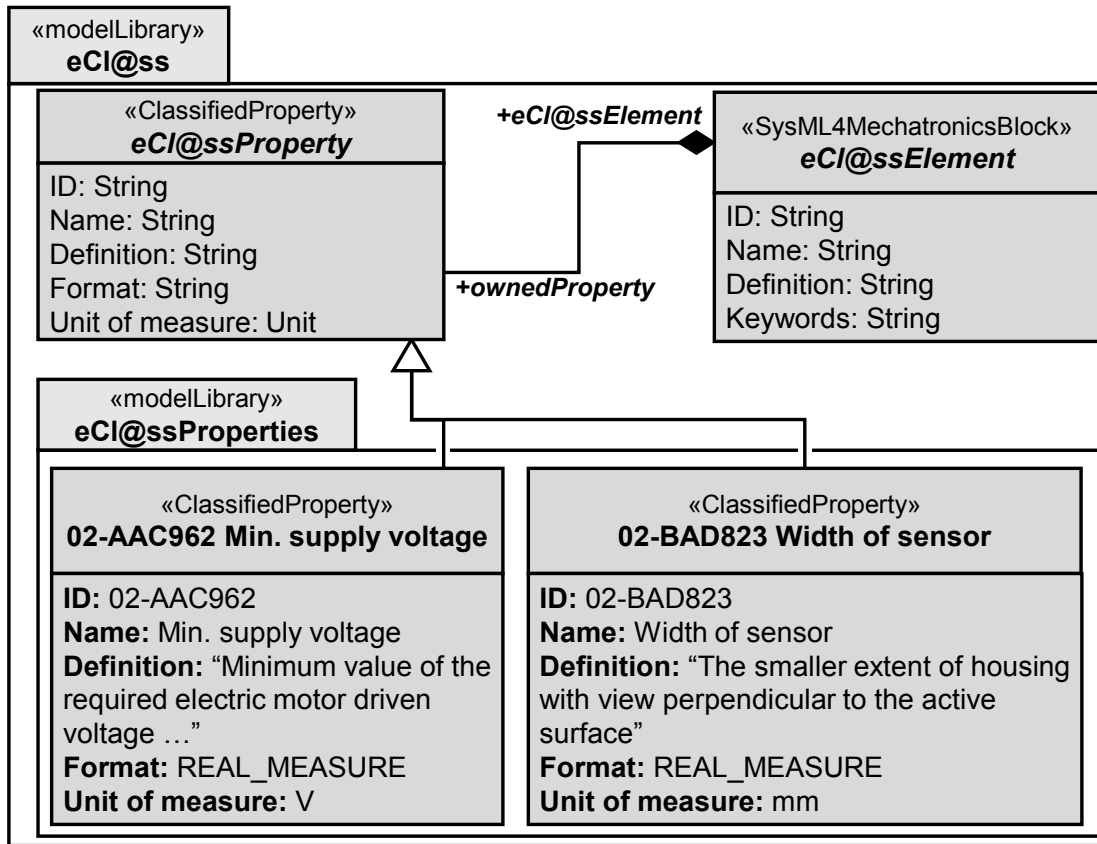 «modelLibrary»
eCl@ss
«ClassifiedProperty»
eCl@ssProperty
ID: String
Name: String
Definition: String
Format: String
Unit of measure: Unit
+eCl@ssElement
+ownedProperty
«SysML4MechatronicsBlock»
eCl@ssElement
ID: String
Name: String
Definition: String
Keywords: String
«modelLibrary»
eCl@ssProperties
«ClassifiedProperty»
02-AAC962 Min. supply voltage
ID: 02-AAC962
Name: Min. supply voltage
Definition: “Minimum value of the
required electric motor driven
voltage …”
Format: REAL_MEASURE
Unit of measure: V
«ClassifiedProperty»
02-BAD823 Width of sensor
ID: 02-BAD823
Name: Width of sensor
Definition: “The smaller extent of housing
with view perpendicular to the active
surface”
Format: REAL_MEASURE
Unit of measure: mm